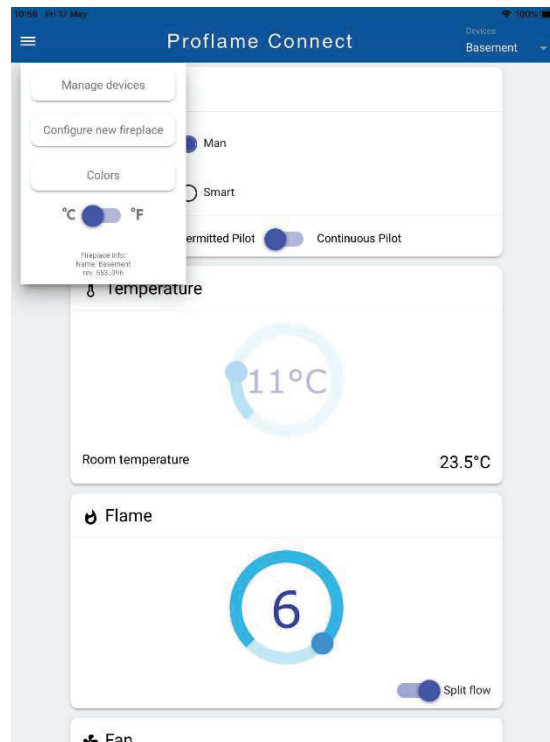 10:56 Fri 17 May 100%
Proflame Connect
Devices
Basement
Manage devices
Configure new fireplace
Colors
°C °F
Fireplace Info:
Name: Basement
rev. 653.,096
Man
Smart
ermitted Pilot Continuous Pilot
Temperature
11°C
Room temperature 23.5°C
Flame
6
Split flow
Fan